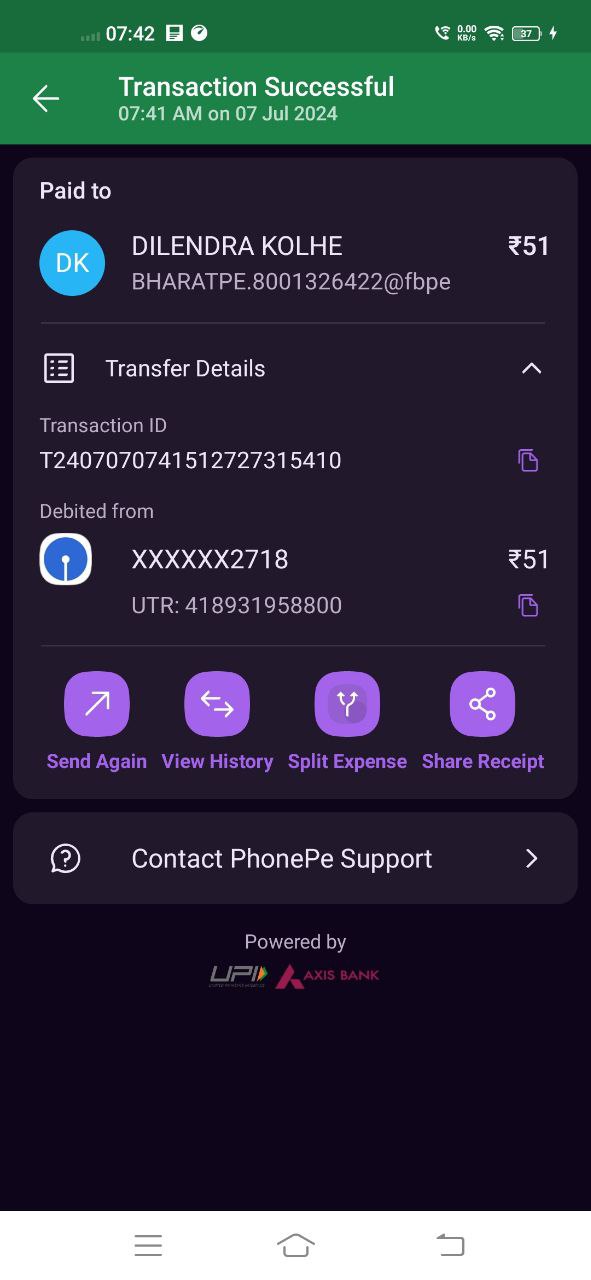 07:42
0.00
KB/s
37
Transaction Successful
07:41 AM on 07 Jul 2024
Paid to
DK
DILENDRA KOLHE
₹51
BHARATPE.8001326422@fbpe
Transfer Details
Transaction ID
T2407070741512727315410
Debited from
XXXXXX2718
₹51
UTR: 418931958800
Send Again
View History
Split Expense
Share Receipt
Contact PhonePe Support
Powered by
UPI
AXIS BANK